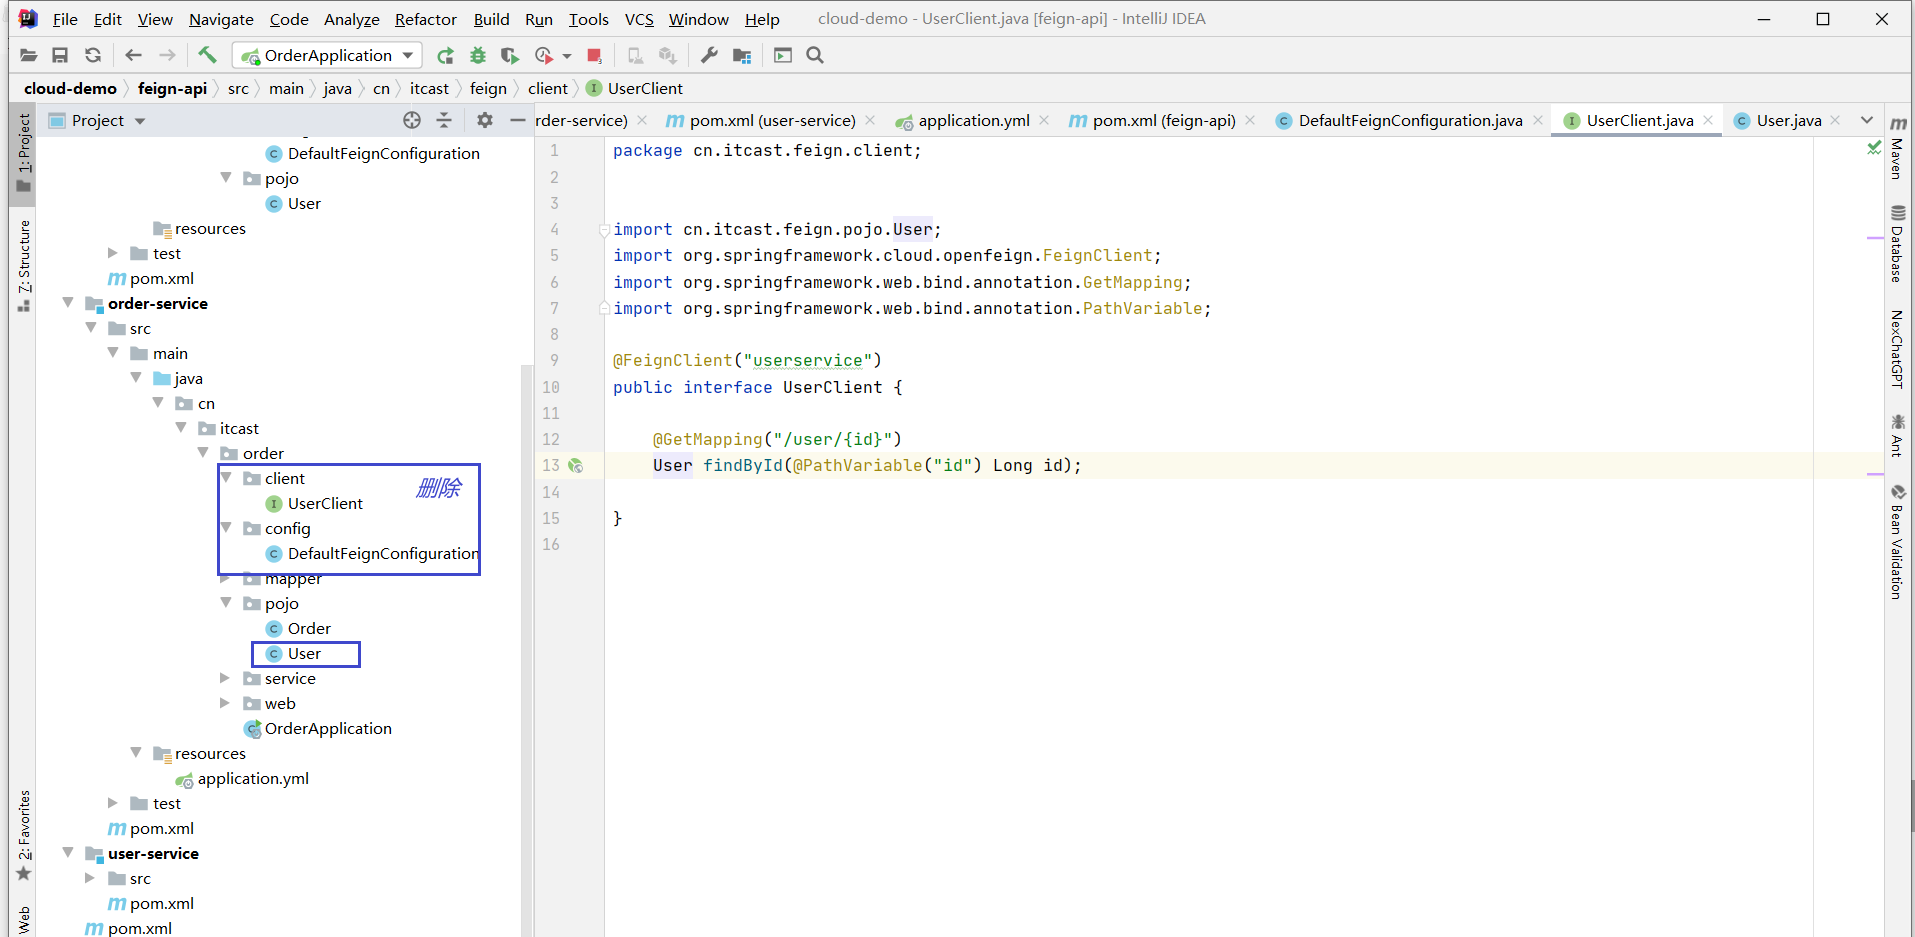 File Edit View Navigate Code Analyze Refactor Build Run Tools VCS Window Help cloud-demo - UserClient.java [feign-api] - IntelliJ IDEA
OrderApplication
cloud-demo feign-api src main java cn itcast feign client UserClient
Project
rder-service) pom.xml (user-service) application.yml pom.xml (feign-api) DefaultFeignConfiguration.java UserClient.java User.java
1: Project
7: Structure
2: Favorites
Web
DefaultFeignConfiguration
pojo
User
resources
test
pom.xml
order-service
src
main
java
cn
itcast
order
client
删除
UserClient
config
DefaultFeignConfiguration
mapper
pojo
Order
User
service
web
OrderApplication
resources
application.yml
test
pom.xml
user-service
src
pom.xml
pom.xml
1 package cn.itcast.feign.client;
2
3
4 import cn.itcast.feign.pojo.User;
5 import org.springframework.cloud.openfeign.FeignClient;
6 import org.springframework.web.bind.annotation.GetMapping;
7 import org.springframework.web.bind.annotation.PathVariable;
8
9 @FeignClient("userservice")
10 public interface UserClient {
11
12 @GetMapping("/user/{id}")
13 User findById(@PathVariable("id") Long id);
14
15 }
16
Maven
Database
NexChatGPT
Ant
Bean Validation